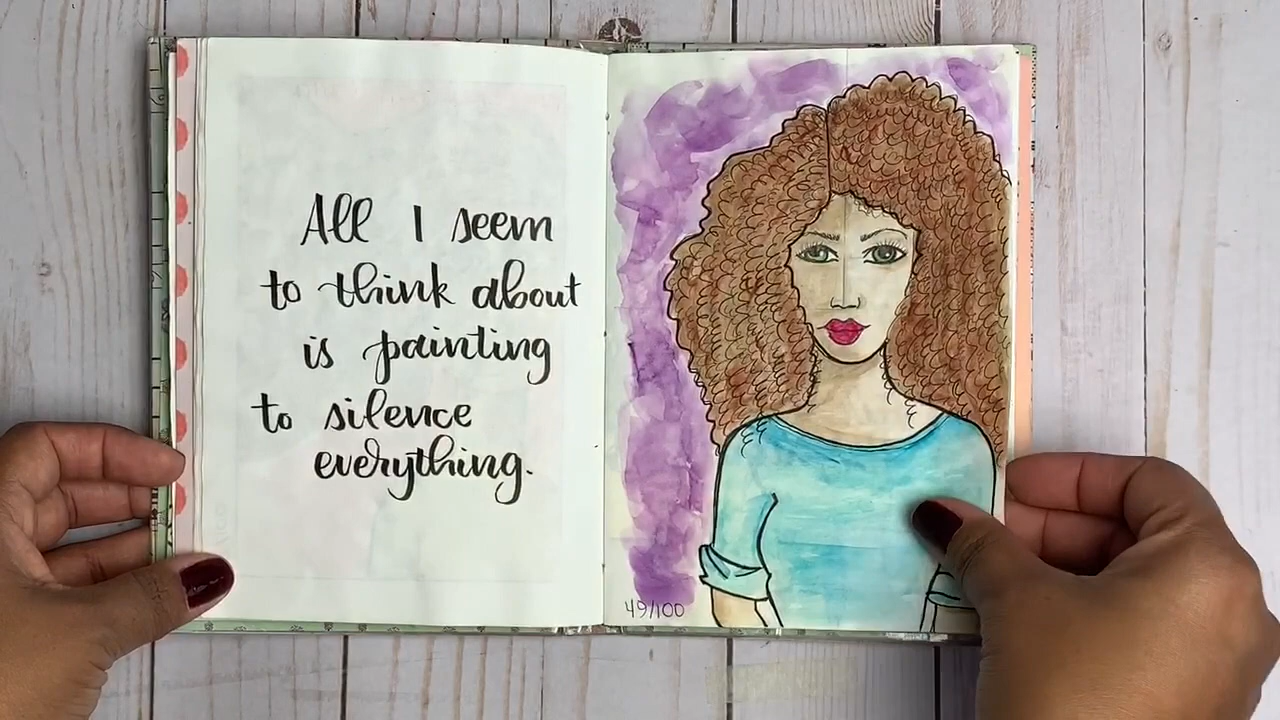 All I seem
to think about
is painting
to silence
everything.
49/100